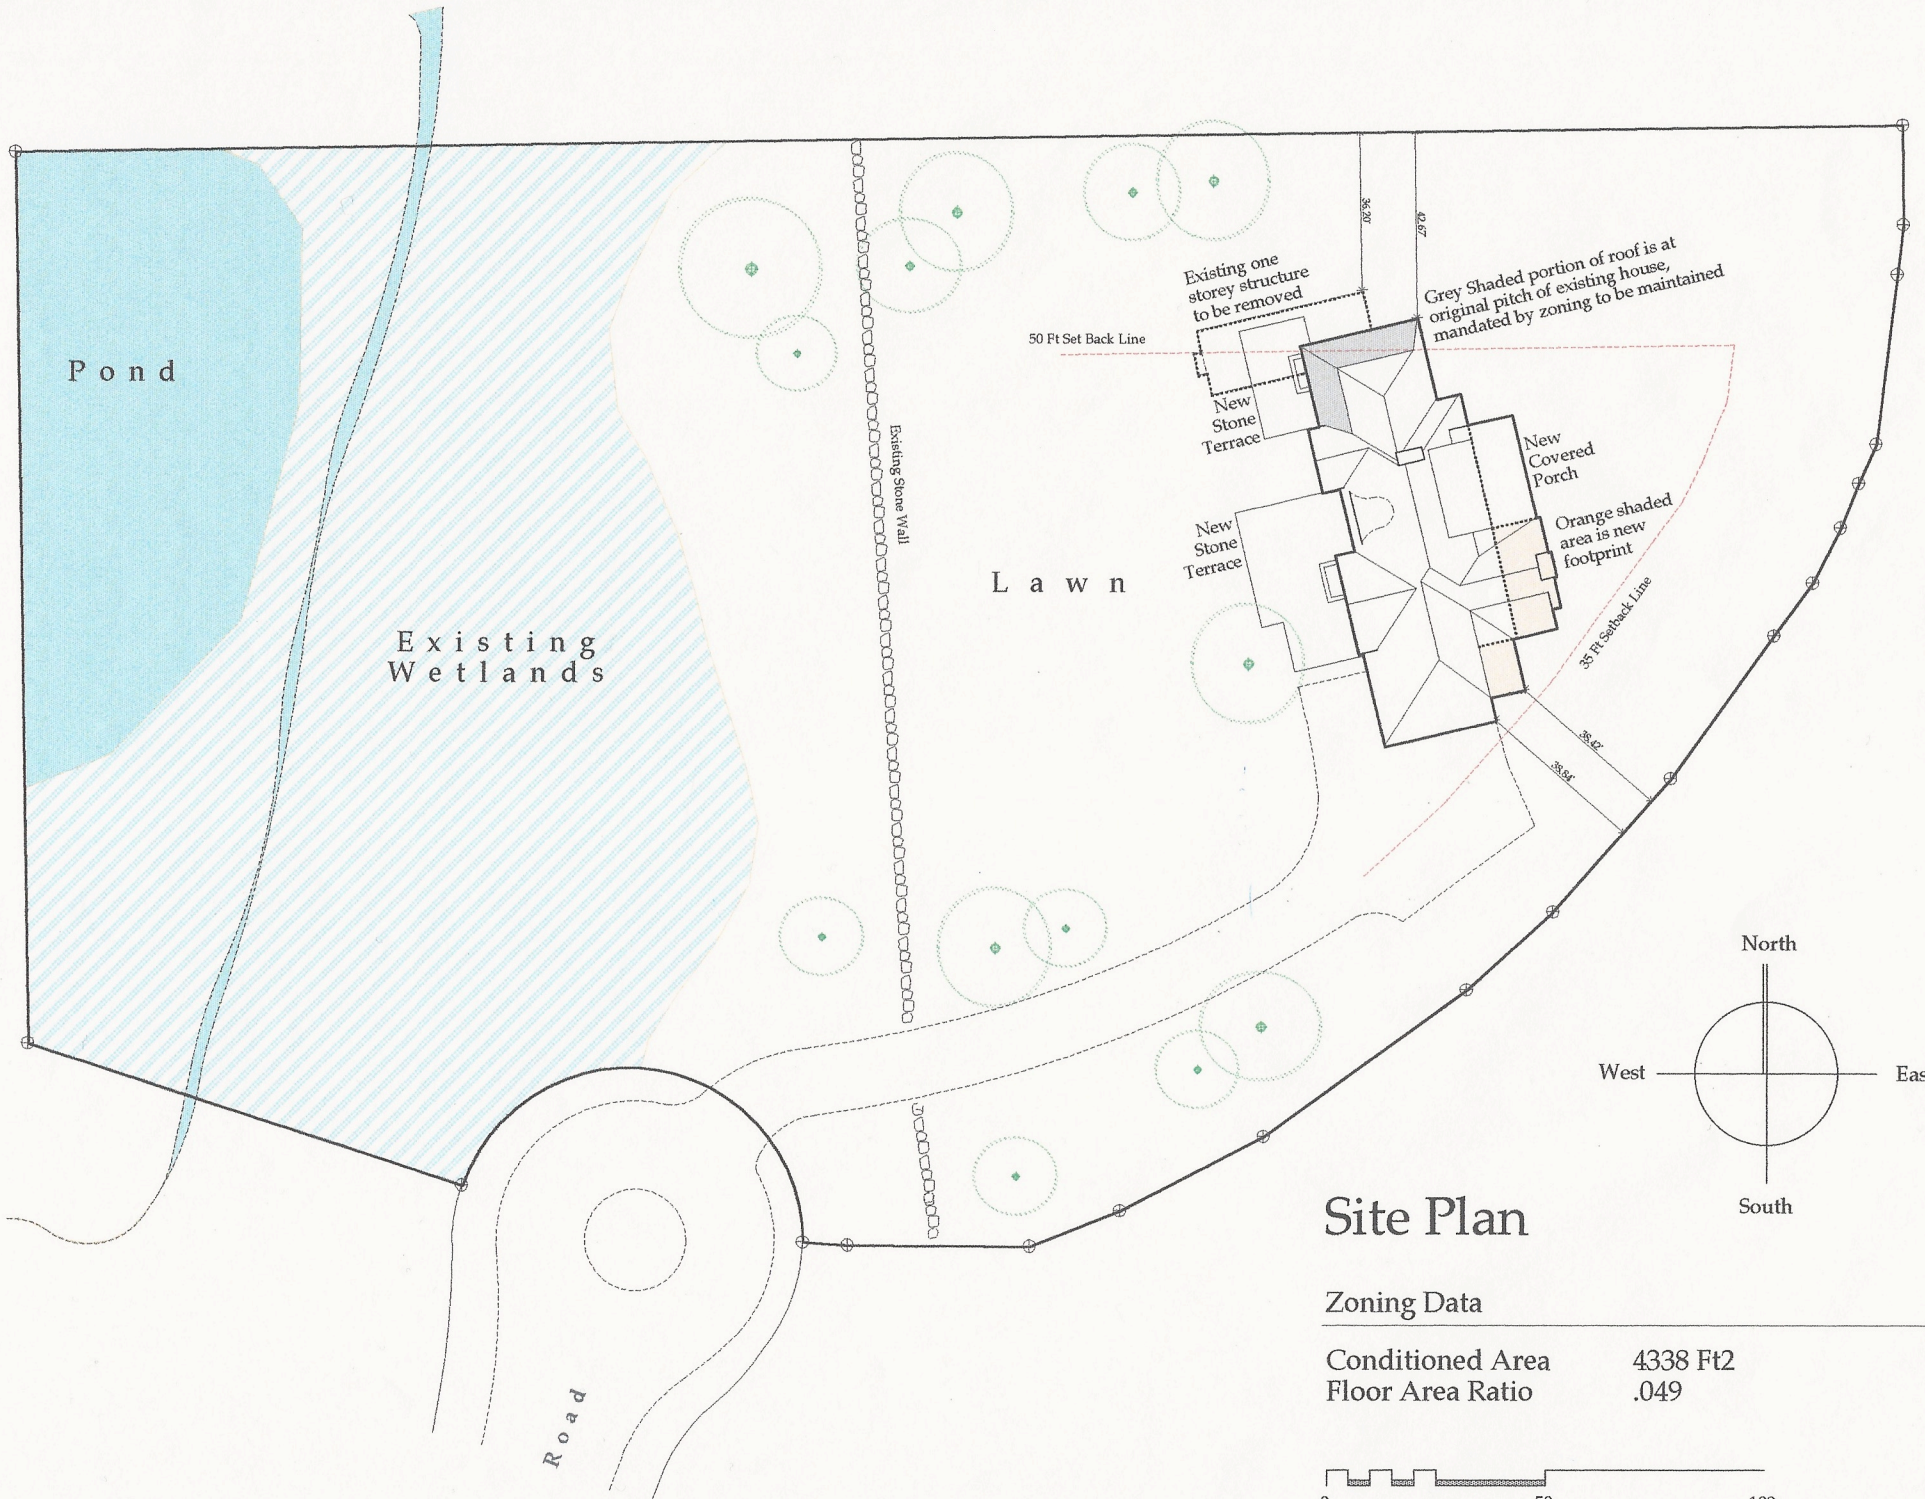 36.20'
42.67'
Existing one
storey structure
to be removed
Grey Shaded portion of roof is at
original pitch of existing house,
mandated by zoning to be maintained
50 Ft Set Back Line
Pond
New
Stone
Terrace
New
Covered
Porch
Existing Stone Wall
Orange shaded
area is new
footprint
New
Stone
Terrace
Lawn
35 Ft Setback Line
Existing
Wetlands
38.42'
38.84'
North
West
Eas
South
Site Plan
Zoning Data
Conditioned Area 4338 Ft2
Floor Area Ratio .049
Road